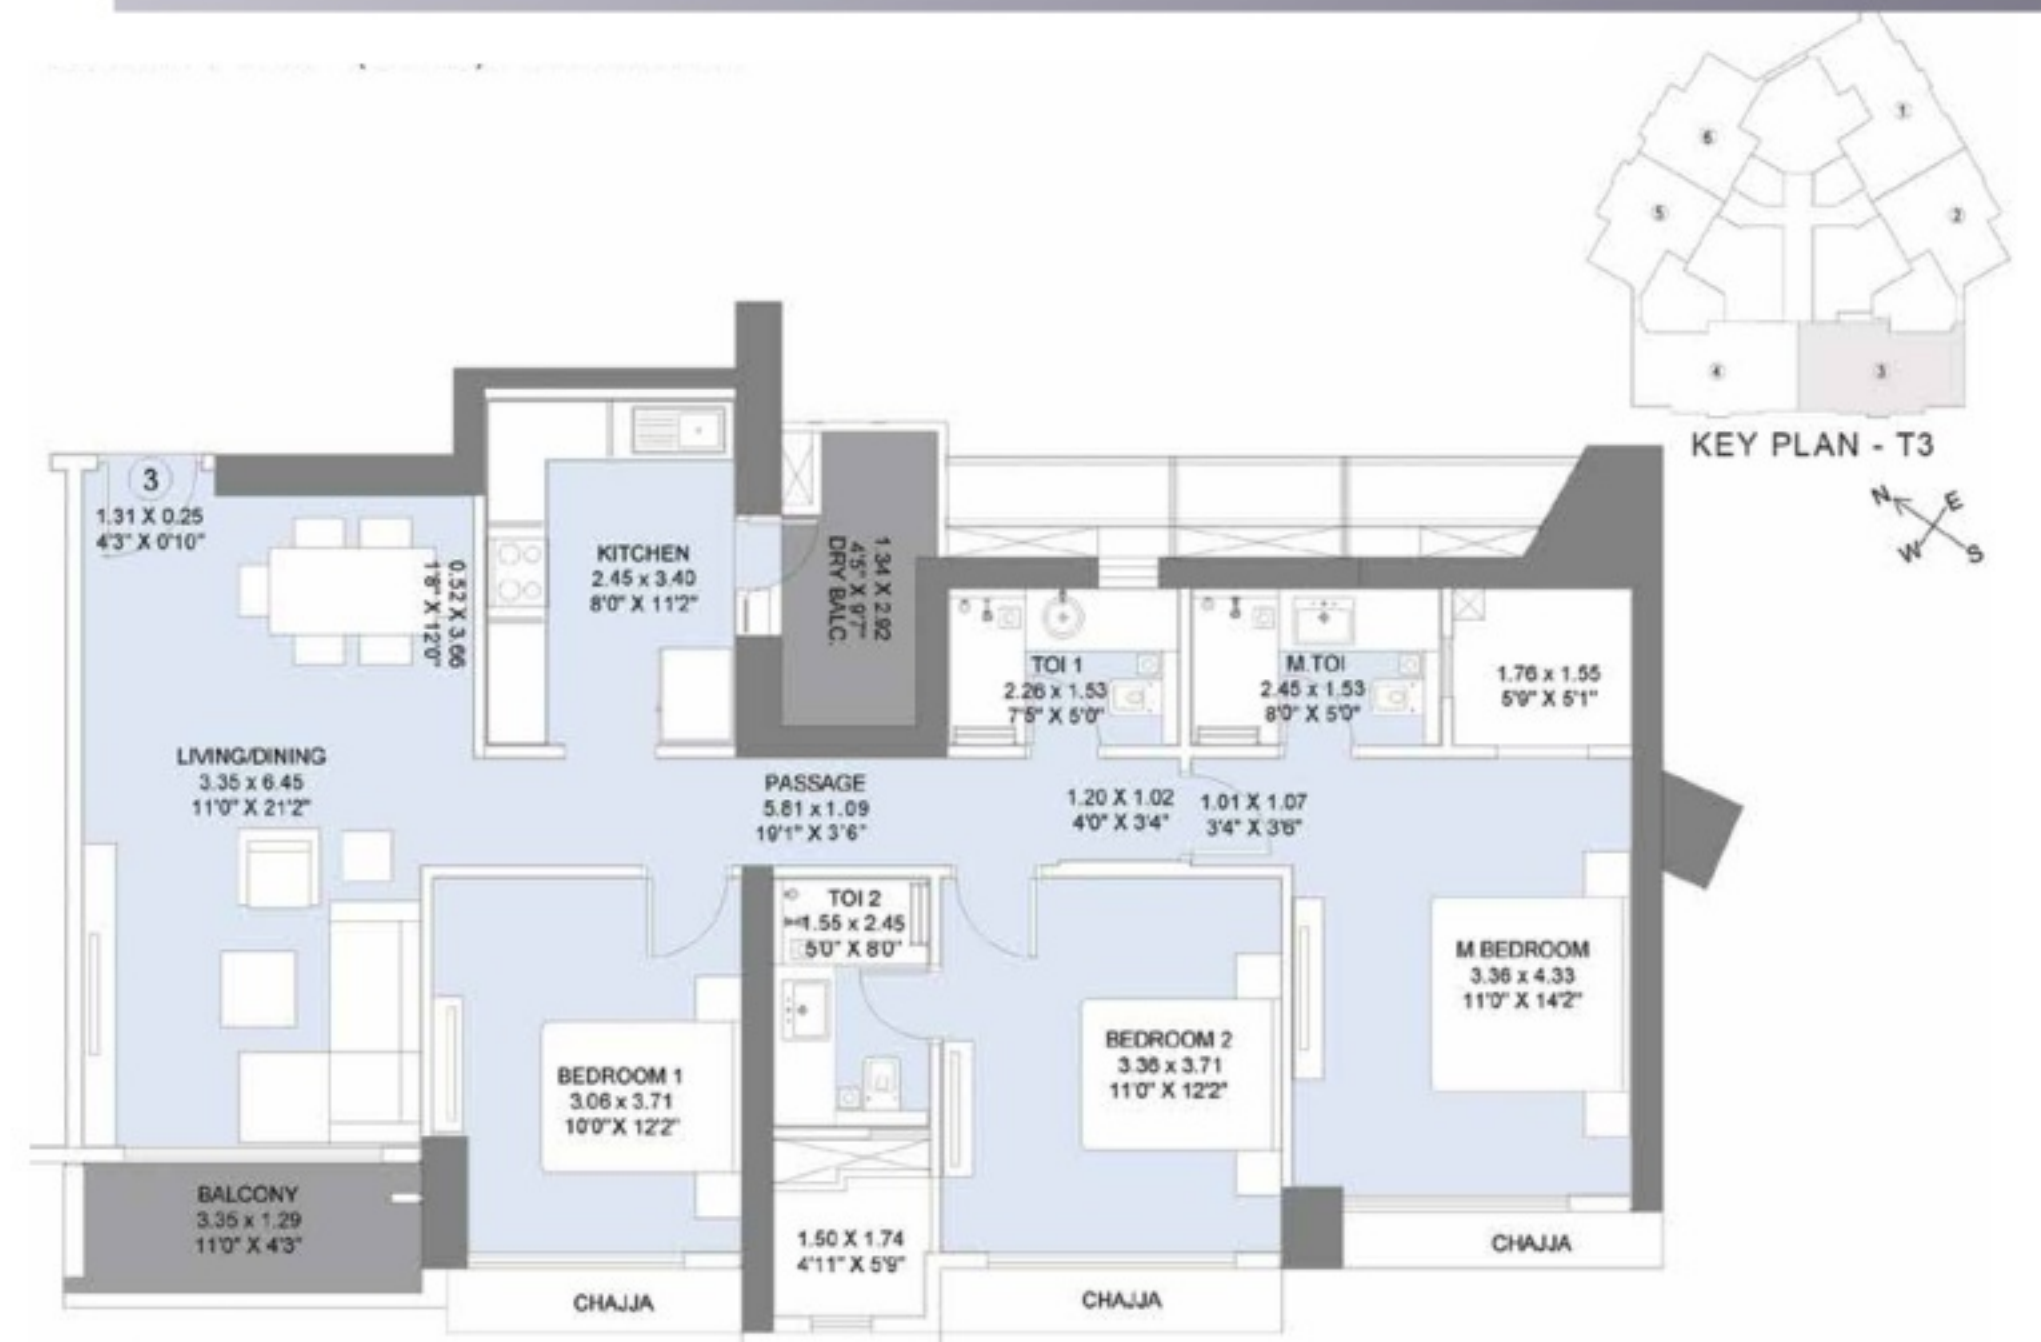 6
1
5
2
4
3
KEY PLAN - T3
N
E
W
S
3
1.31 X 0.25
4'3" X 0'10"
0.52 X 3.66
1'8" X 12'0"
KITCHEN
2.45 x 3.40
8'0" X 11'2"
1.34 X 2.92
4'5" X 9'7"
DRY BALC.
TOI 1
2.26 x 1.53
7'5" X 5'0"
M.TOI
2.45 x 1.53
8'0" X 5'0"
1.76 x 1.55
5'9" X 5'1"
LIVING/DINING
3.35 x 6.45
11'0" X 21'2"
PASSAGE
5.81 x 1.09
19'1" X 3'6"
1.20 X 1.02
4'0" X 3'4"
1.01 X 1.07
3'4" X 3'6"
TOI 2
1.55 x 2.45
5'0" X 8'0"
M BEDROOM
3.36 x 4.33
11'0" X 14'2"
BEDROOM 1
3.06 x 3.71
10'0" X 12'2"
BEDROOM 2
3.36 x 3.71
11'0" X 12'2"
BALCONY
3.35 x 1.29
11'0" X 4'3"
1.50 X 1.74
4'11" X 5'9"
CHAJJA
CHAJJA
CHAJJA